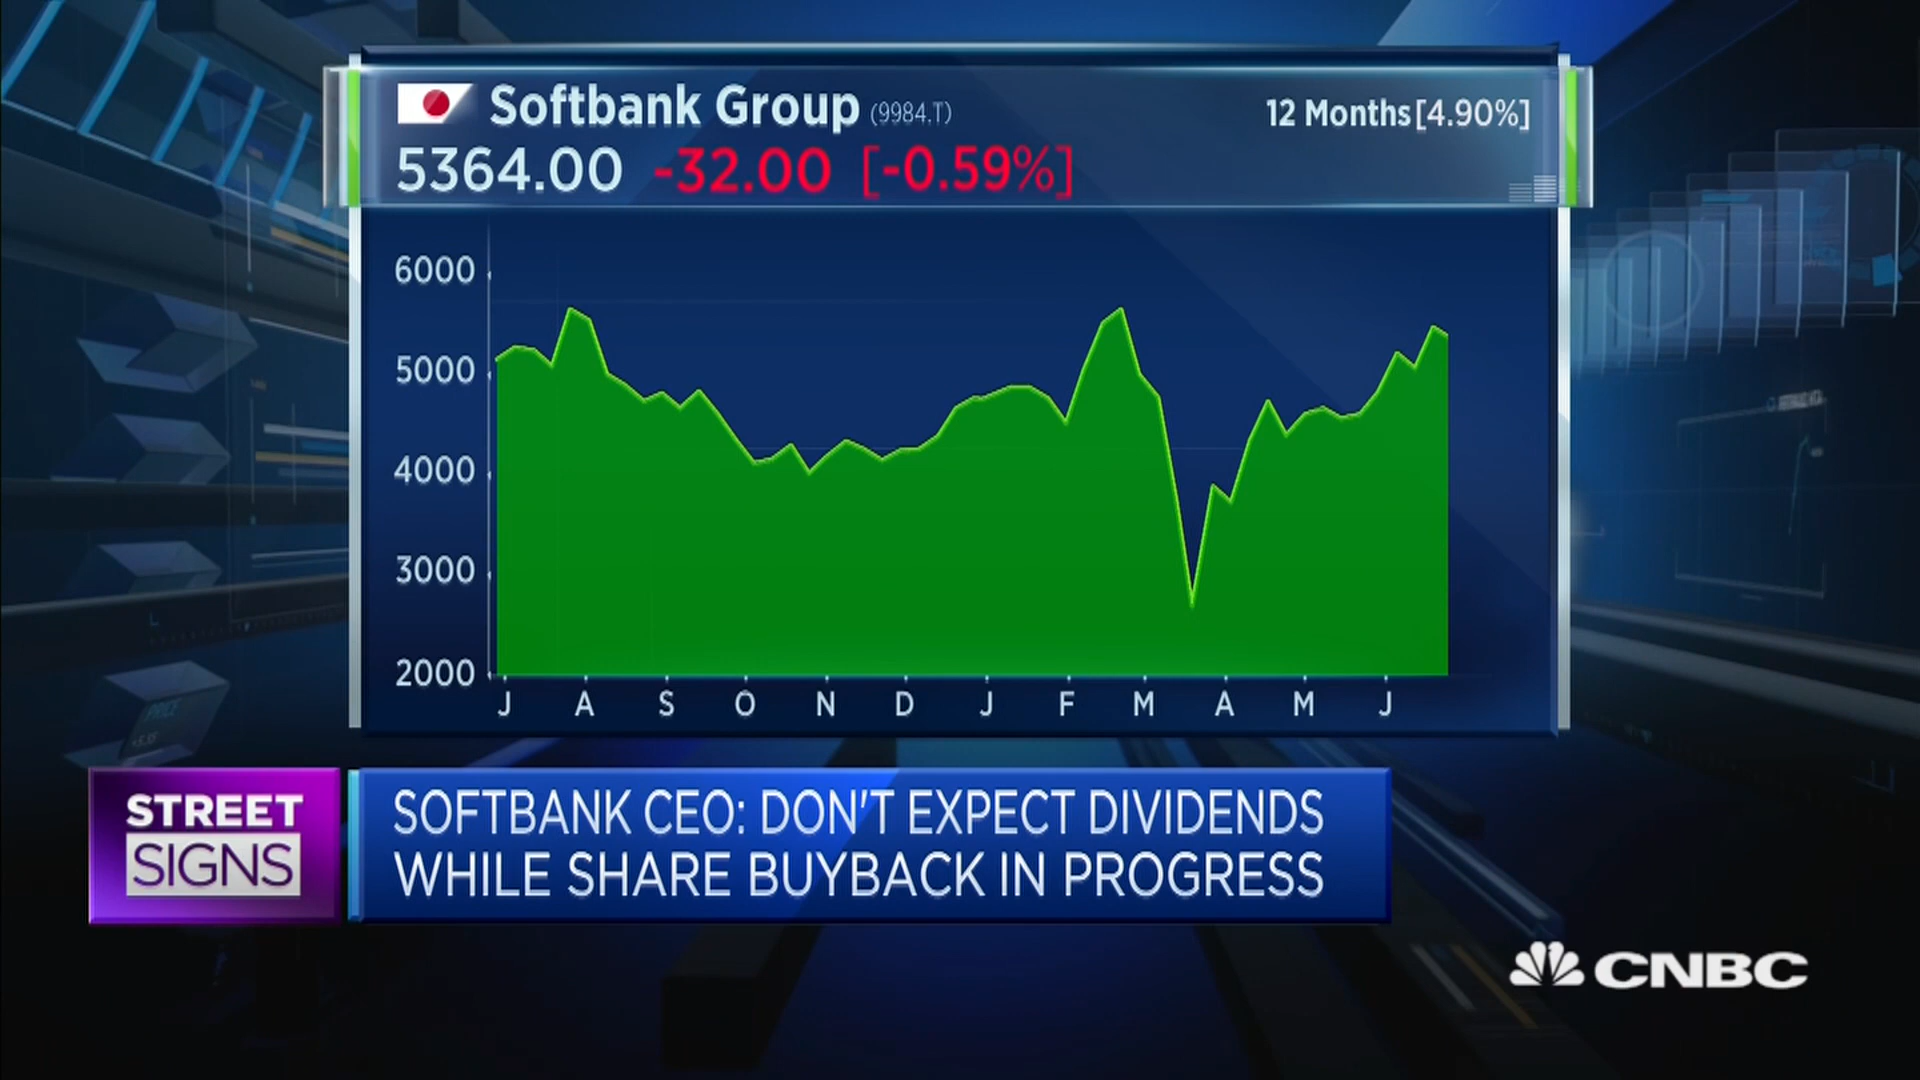 Softbank Group (9984.T)
12 Months [4.90%]
5364.00 -32.00 [-0.59%]
6000
5000
4000
3000
2000
J A S O N D J F M A M J
PRICE
STREET
SIGNS
SOFTBANK CEO: DON'T EXPECT DIVIDENDS
WHILE SHARE BUYBACK IN PROGRESS
CNBC